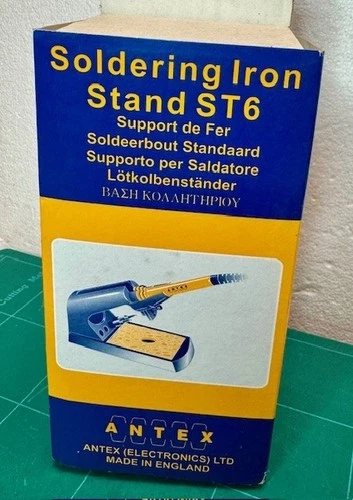 Soldering Iron
Stand ST6
Support de Fer
Soldeerbout Standaard
Supporto per Saldatore
Lötkolbenständer
ΒΑΣΗ ΚΟΛΛΗΤΗΡΙΟΥ
ANTEX
ANTEX
ANTEX (ELECTRONICS) LTD
MADE IN ENGLAND